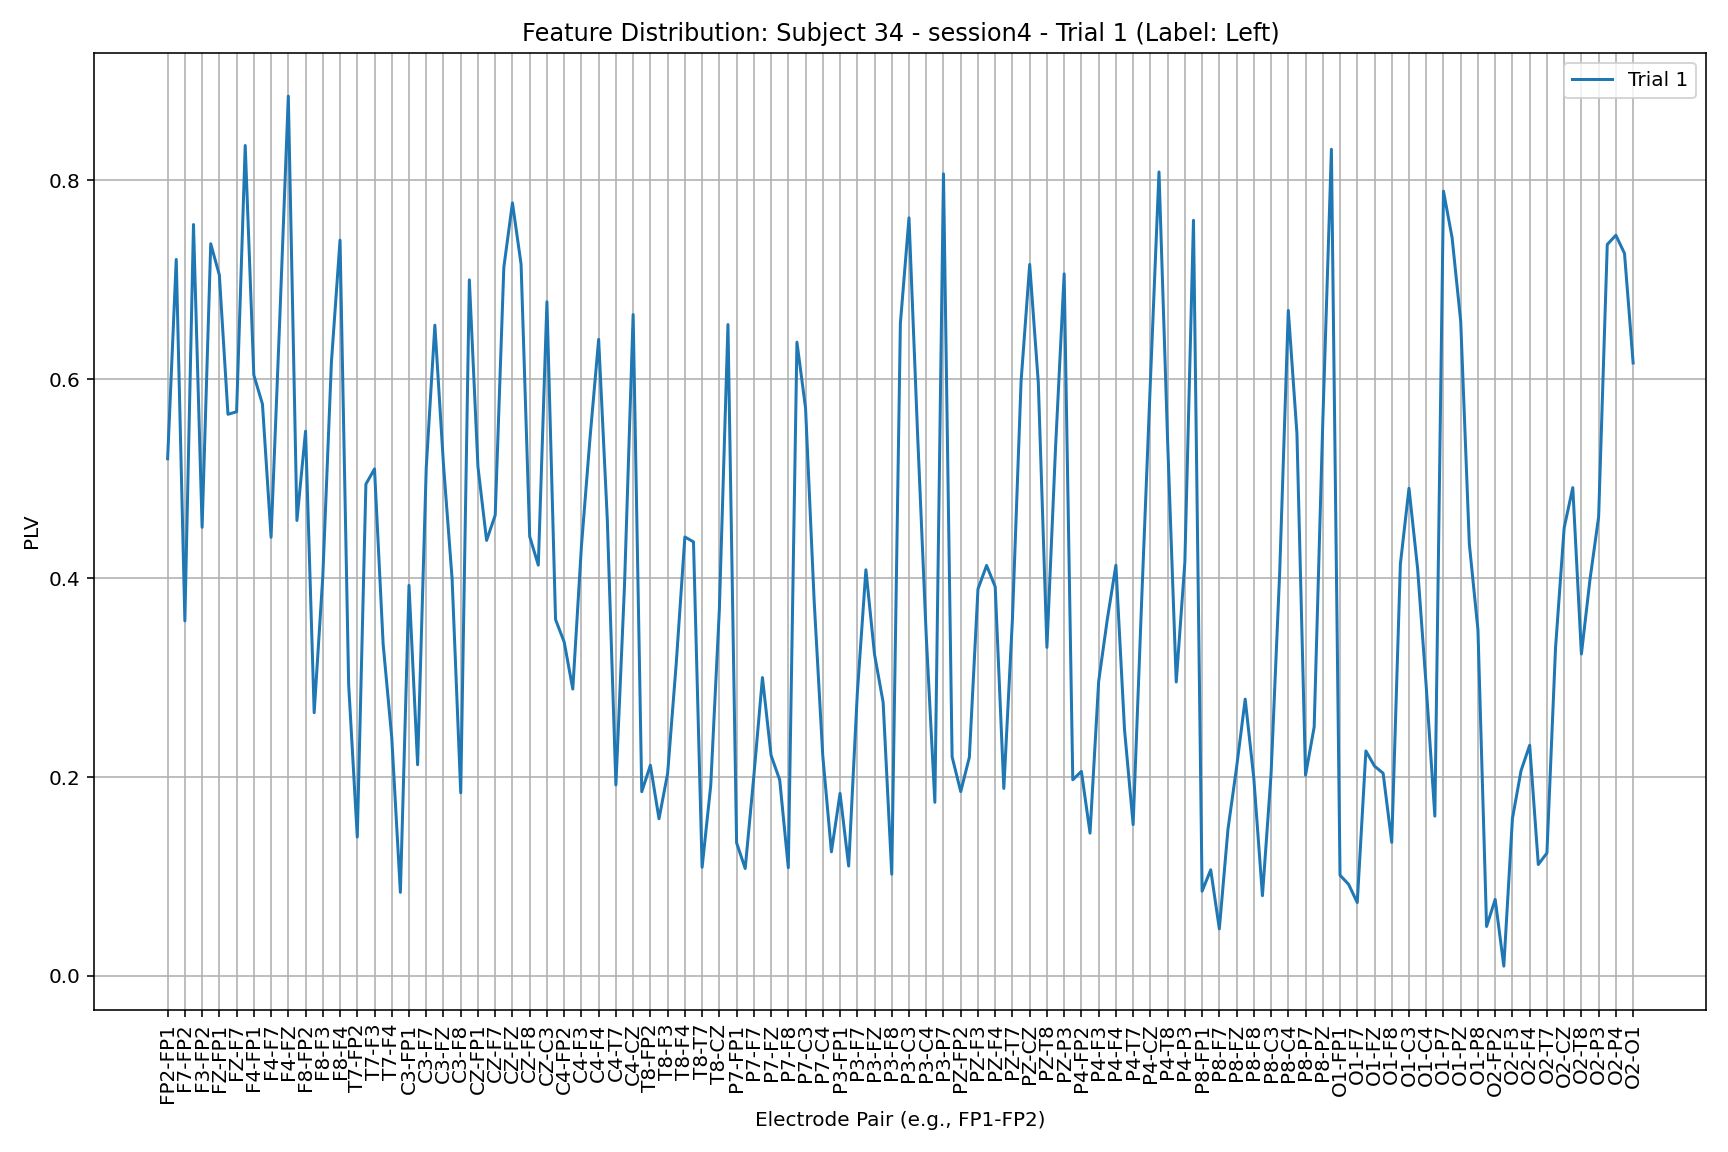 Feature Distribution: Subject 34 - session4 - Trial 1 (Label: Left)
Trial 1
PLV
0.8
0.6
0.4
0.2
0.0
FP2-FP1
F7-FP2
F3-FP2
FZ-FP1
FZ-F7
F4-FP1
F4-F7
F4-FZ
F8-FP2
F8-F3
F8-F4
T7-FP2
T7-F3
T7-F4
C3-FP1
C3-F7
C3-FZ
C3-F8
CZ-FP1
CZ-F7
CZ-FZ
CZ-F8
CZ-C3
C4-FP2
C4-F3
C4-F4
C4-T7
C4-CZ
T8-FP2
T8-F3
T8-F4
T8-T7
T8-CZ
P7-FP1
P7-F7
P7-FZ
P7-F8
P7-C3
P7-C4
P3-FP1
P3-F7
P3-FZ
P3-F8
P3-C3
P3-C4
P3-P7
PZ-FP2
PZ-F3
PZ-F4
PZ-T7
PZ-CZ
PZ-T8
PZ-P3
P4-FP2
P4-F3
P4-F4
P4-T7
P4-CZ
P4-T8
P4-P3
P8-FP1
P8-F7
P8-FZ
P8-F8
P8-C3
P8-C4
P8-P7
P8-PZ
O1-FP1
O1-F7
O1-FZ
O1-F8
O1-C3
O1-C4
O1-P7
O1-PZ
O1-P8
O2-FP2
O2-F3
O2-F4
O2-T7
O2-CZ
O2-T8
O2-P3
O2-P4
O2-O1
Electrode Pair (e.g., FP1-FP2)